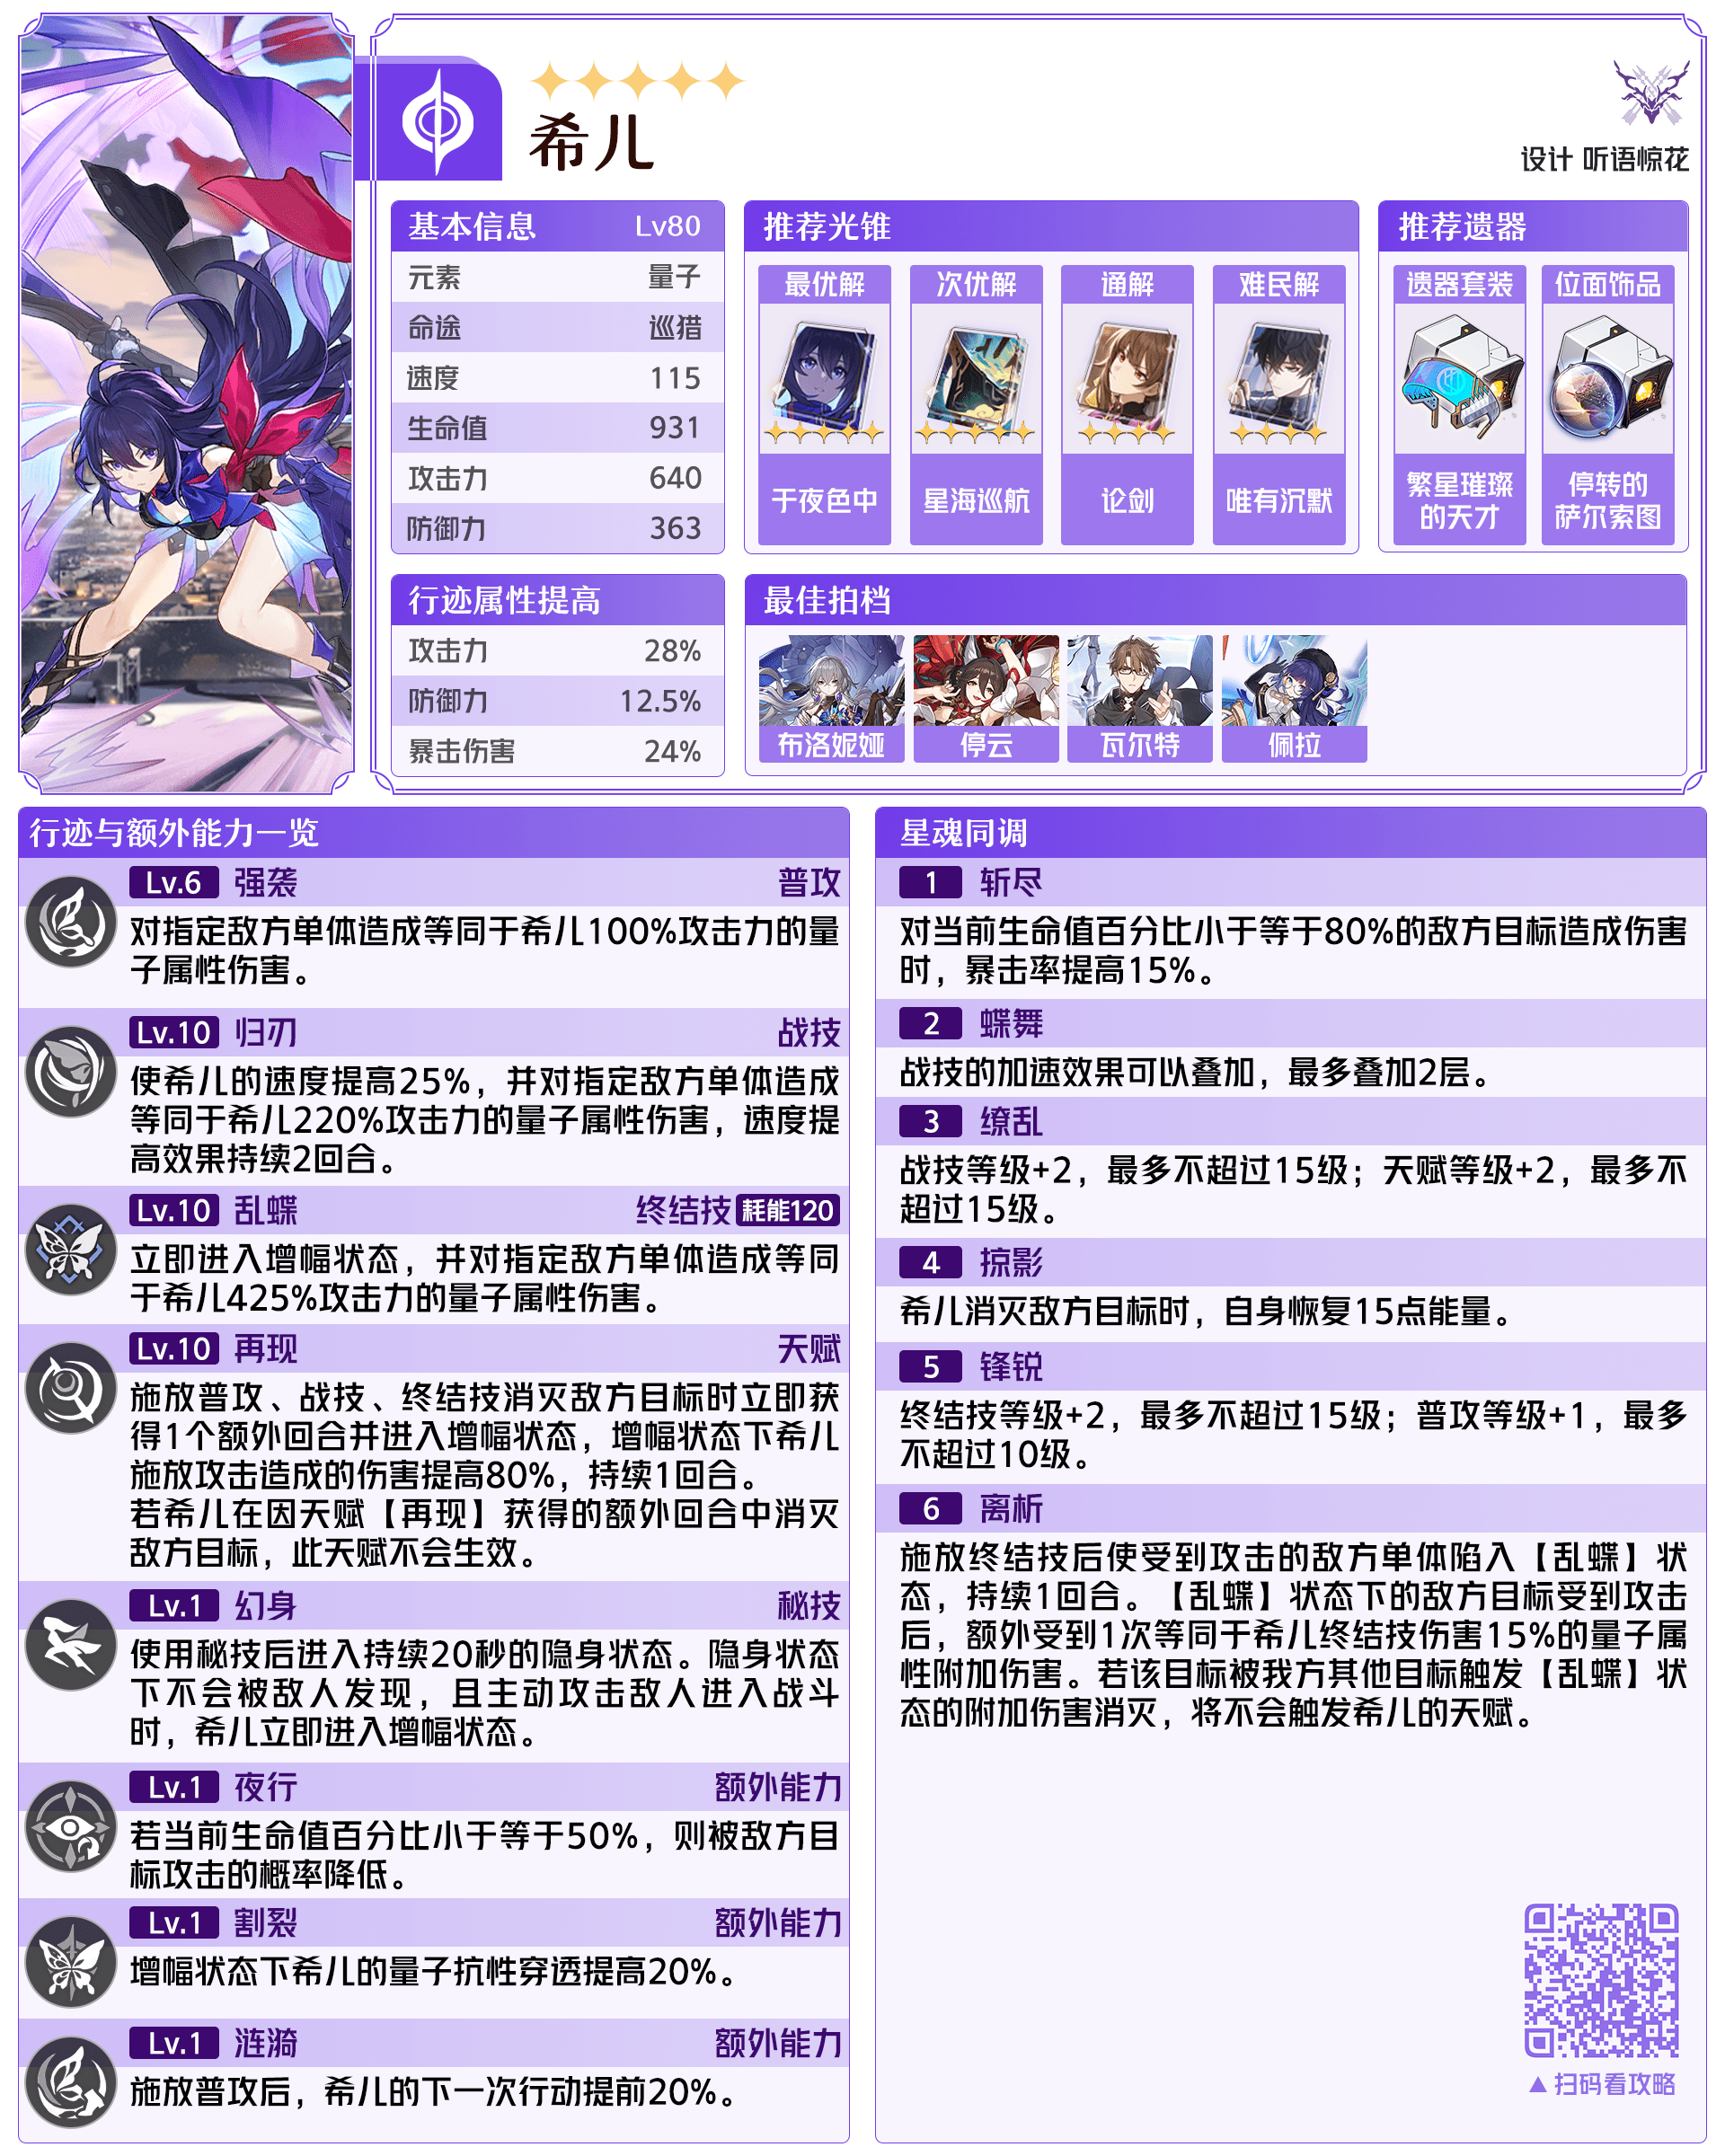 希儿
设计 听语惊花
基本信息 Lv80
元素 量子
命途 巡猎
速度 115
生命值 931
攻击力 640
防御力 363
推荐光锥
最优解 次优解 通解 难民解
于夜色中 星海巡航 论剑 唯有沉默
推荐遗器
遗器套装 位面饰品
繁星璀璨 停转的
的天才 萨尔索图
行迹属性提高
攻击力 28%
防御力 12.5%
暴击伤害 24%
最佳拍档
布洛妮娅 停云 瓦尔特 佩拉
行迹与额外能力一览
Lv.6 强袭 普攻
对指定敌方单体造成等同于希儿100%攻击力的量
子属性伤害。
Lv.10 归刃 战技
使希儿的速度提高25%，并对指定敌方单体造成
等同于希儿220%攻击力的量子属性伤害，速度提
高效果持续2回合。
Lv.10 乱蝶 终结技 耗能120
立即进入增幅状态，并对指定敌方单体造成等同
于希儿425%攻击力的量子属性伤害。
Lv.10 再现 天赋
施放普攻、战技、终结技消灭敌方目标时立即获
得1个额外回合并进入增幅状态，增幅状态下希儿
施放攻击造成的伤害提高80%，持续1回合。
若希儿在因天赋【再现】获得的额外回合中消灭
敌方目标，此天赋不会生效。
Lv.1 幻身 秘技
使用秘技后进入持续20秒的隐身状态。隐身状态
下不会被敌人发现，且主动攻击敌人进入战斗
时，希儿立即进入增幅状态。
Lv.1 夜行 额外能力
若当前生命值百分比小于等于50%，则被敌方目
标攻击的概率降低。
Lv.1 割裂 额外能力
增幅状态下希儿的量子抗性穿透提高20%。
Lv.1 涟漪 额外能力
施放普攻后，希儿的下一次行动提前20%。
星魂同调
1 斩尽
对当前生命值百分比小于等于80%的敌方目标造成伤害
时，暴击率提高15%。
2 蝶舞
战技的加速效果可以叠加，最多叠加2层。
3 缭乱
战技等级+2，最多不超过15级；天赋等级+2，最多不
超过15级。
4 掠影
希儿消灭敌方目标时，自身恢复15点能量。
5 锋锐
终结技等级+2，最多不超过15级；普攻等级+1，最多
不超过10级。
6 离析
施放终结技后使受到攻击的敌方单体陷入【乱蝶】状
态，持续1回合。【乱蝶】状态下的敌方目标受到攻击
后，额外受到1次等同于希儿终结技伤害15%的量子属
性附加伤害。若该目标被我方其他目标触发【乱蝶】状
态的附加伤害消灭，将不会触发希儿的天赋。
▲ 扫码看攻略